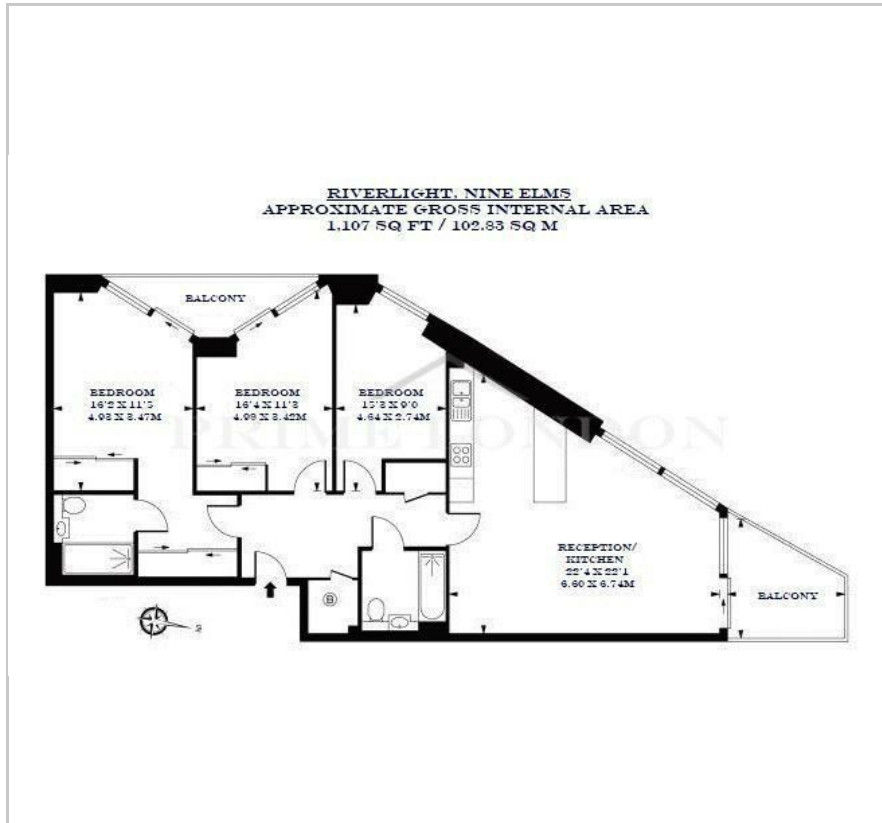 RIVERLIGHT, NINE ELMS
APPROXIMATE GROSS INTERNAL AREA
1,107 SQ FT / 102.83 SQ M
BALCONY
BEDROOM
16'2 X 11'5
4.93 X 3.47M
BEDROOM
16'4 X 11'3
4.99 X 3.42M
BEDROOM
15'3 X 9'0
4.64 X 2.74M
PRIME LONDON
RECEPTION/
KITCHEN
22'4 X 22'1
6.60 X 6.74M
BALCONY
B
N